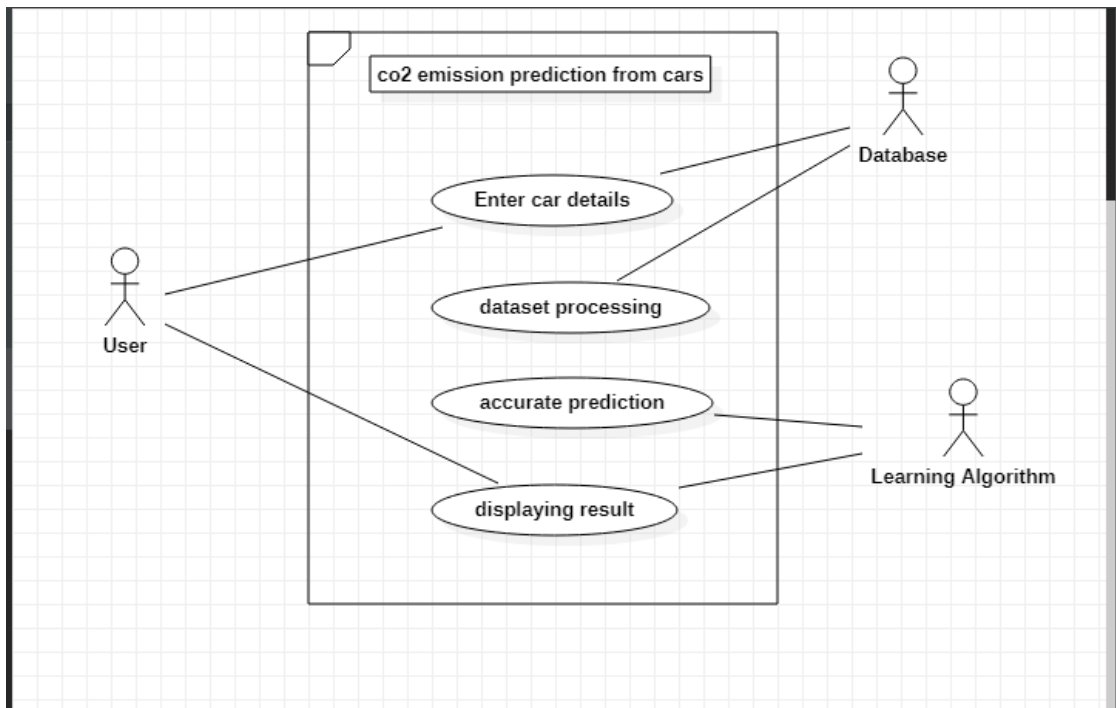 co2 emission prediction from cars
Database
Enter car details
User
dataset processing
accurate prediction
Learning Algorithm
displaying result